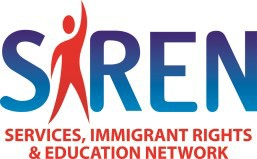 SIREN
SERVICES, IMMIGRANT RIGHTS
& EDUCATION NETWORK